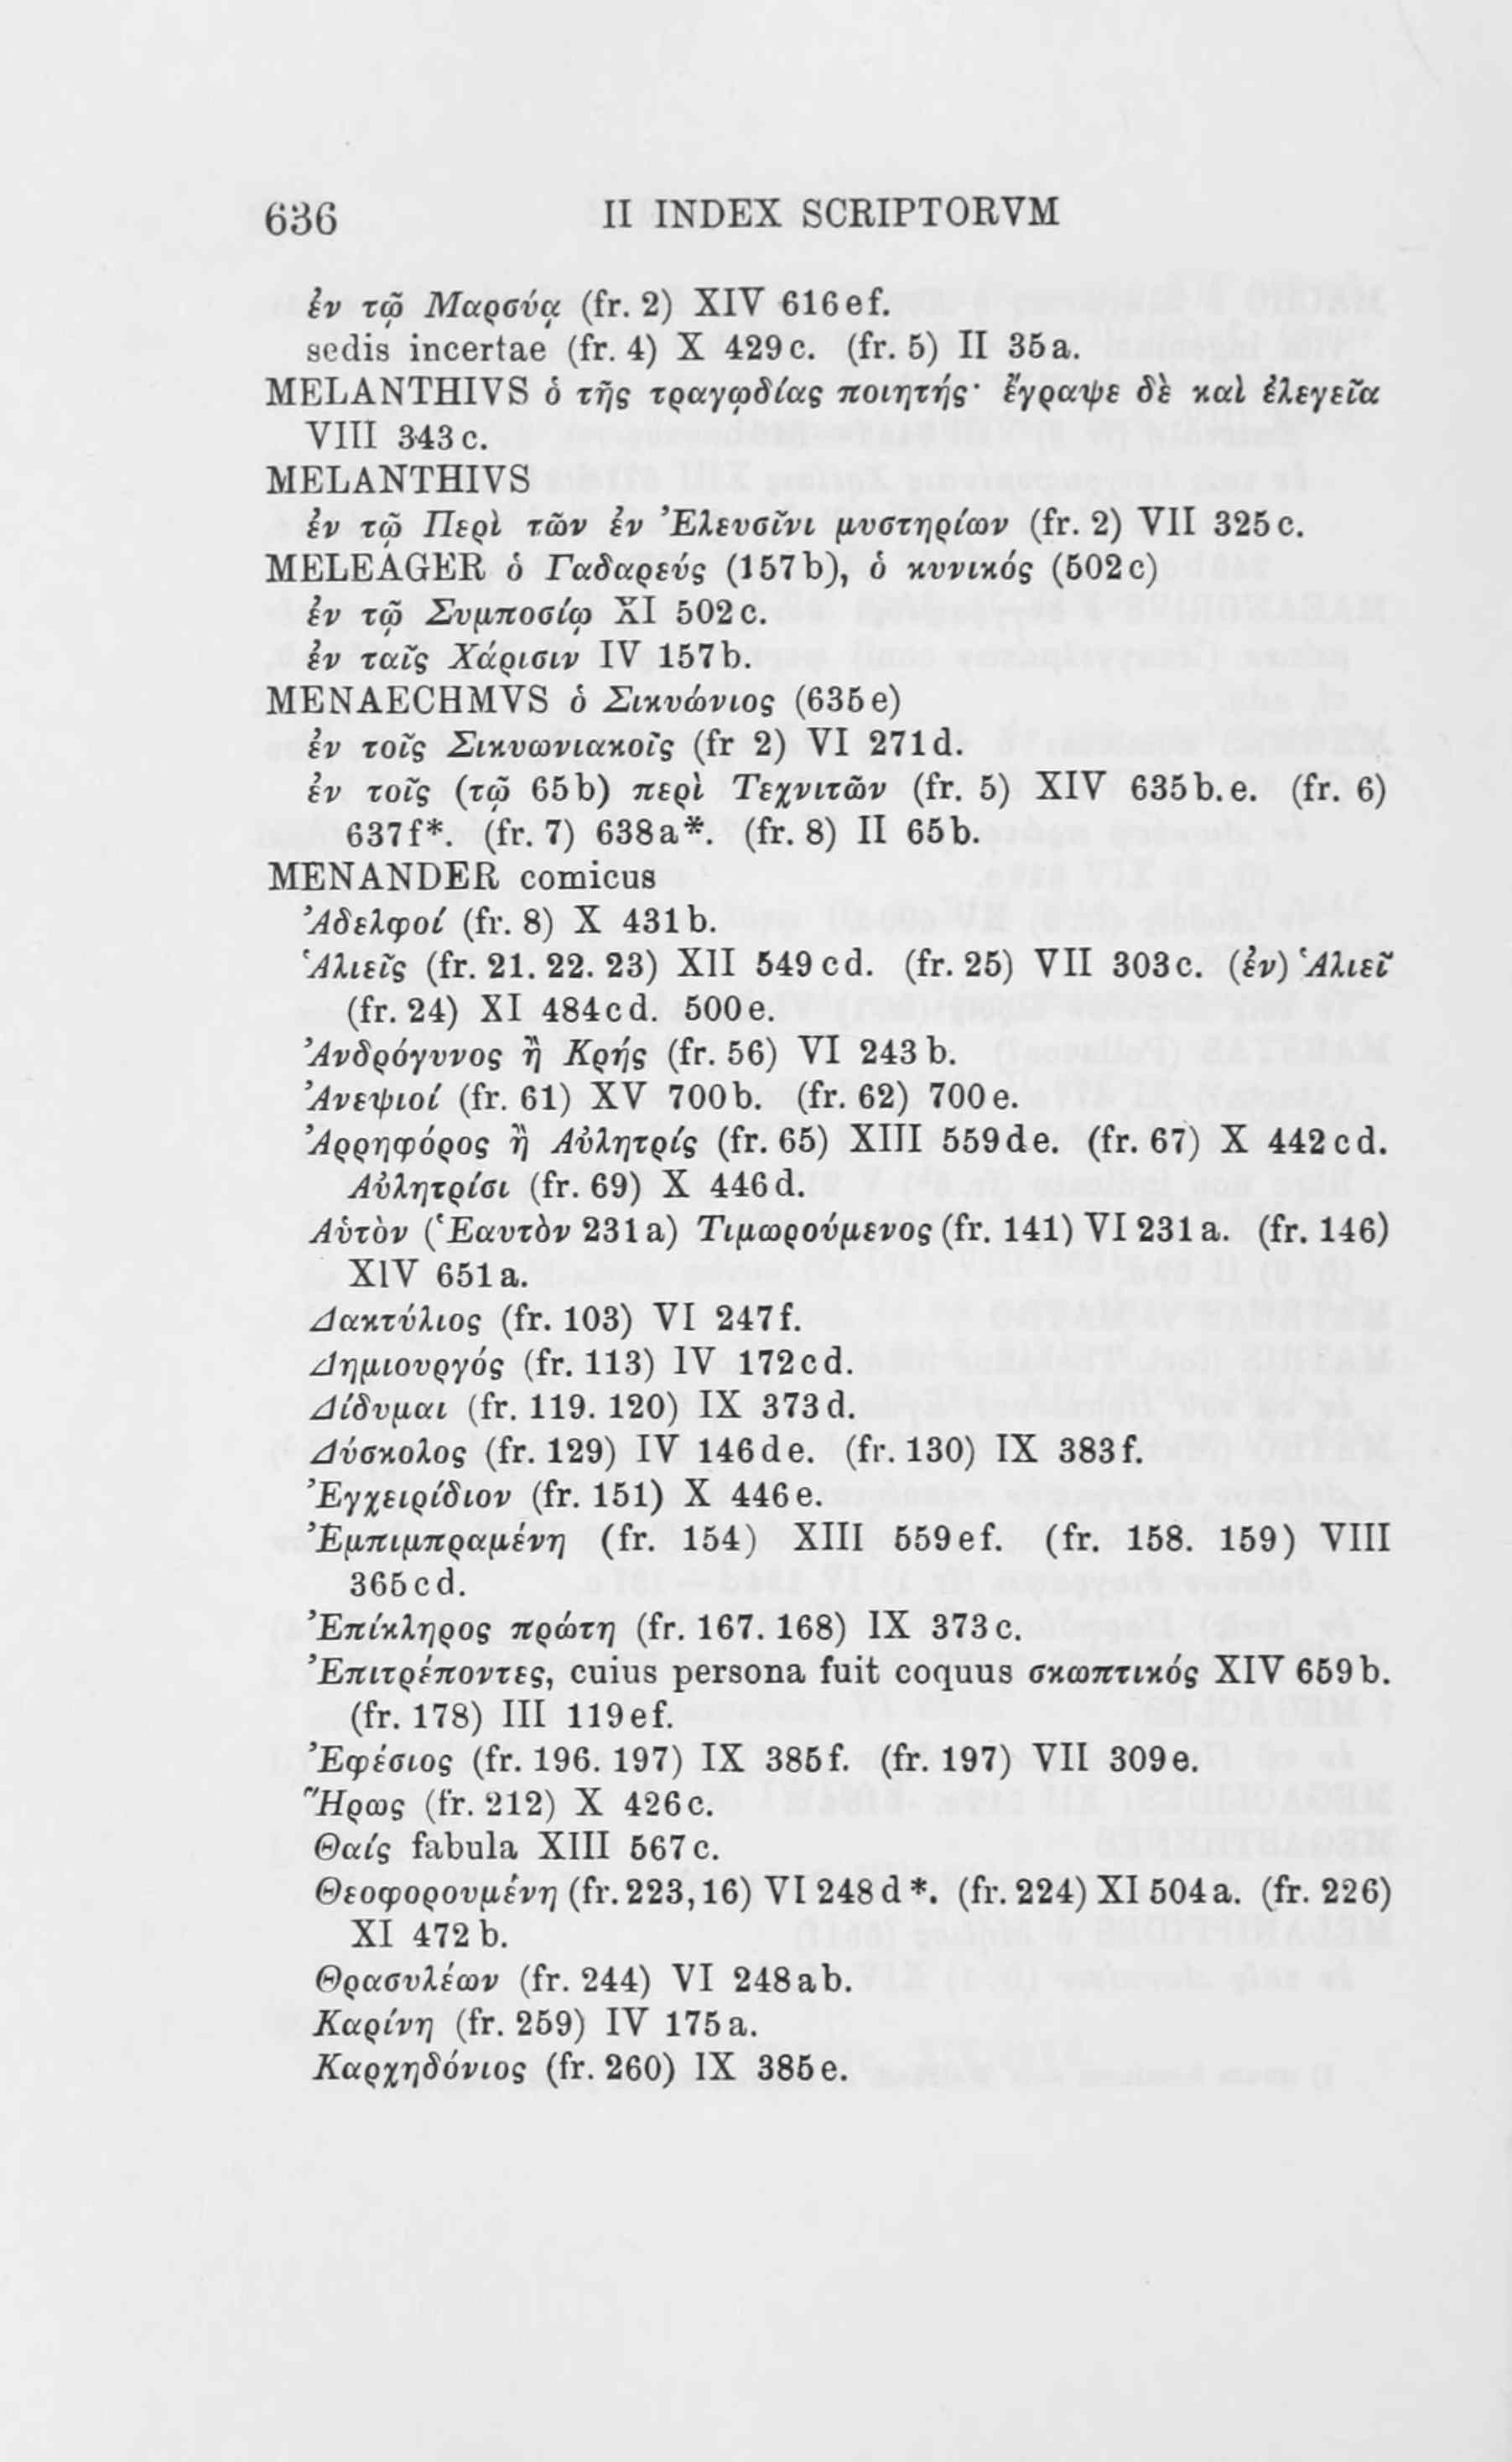 636 II INDEX SCRIPTORVM
ἐν τῷ Μαρσύᾳ (fr. 2) XIV 616ef.
sedis incertae (fr. 4) X 429c. (fr. 5) II 35a.
MELANTHIVS ὁ τῆς τραγῳδίας ποιητής· ἔγραψε δὲ καὶ ἐλεγεῖα
VIII 343c.
MELANTHIVS
ἐν τῷ Περὶ τῶν ἐν Ἐλευσῖνι μυστηρίων (fr. 2) VII 325c.
MELEAGER ὁ Γαδαρεύς (157b), ὁ κυνικός (502c)
ἐν τῷ Συμποσίῳ XI 502c.
ἐν ταῖς Χάρισιν IV 157b.
MENAECHMVS ὁ Σικυώνιος (635e)
ἐν τοῖς Σικυωνιακοῖς (fr 2) VI 271d.
ἐν τοῖς (τῷ 65b) περὶ Τεχνιτῶν (fr. 5) XIV 635b.e. (fr. 6)
637f*. (fr. 7) 638a*. (fr. 8) II 65b.
MENANDER comicus
Ἀδελφοί (fr. 8) X 431b.
Ἁλιεῖς (fr. 21. 22. 23) XII 549cd. (fr. 25) VII 303c. (ἐν) Ἁλιεῖ
(fr. 24) XI 484cd. 500e.
Ἀνδρόγυνος ἢ Κρής (fr. 56) VI 243b.
Ἀνεψιοί (fr. 61) XV 700b. (fr. 62) 700e.
Ἀρρηφόρος ἢ Αὐλητρίς (fr. 65) XIII 559de. (fr. 67) X 442cd.
Αὐλητρίσι (fr. 69) X 446d.
Αὑτὸν (Ἑαυτὸν 231a) Τιμωρούμενος (fr. 141) VI 231a. (fr. 146)
XIV 651a.
Δακτύλιος (fr. 103) VI 247f.
Δημιουργός (fr. 113) IV 172cd.
Δίδυμαι (fr. 119. 120) IX 373d.
Δύσκολος (fr. 129) IV 146de. (fr. 130) IX 383f.
Ἐγχειρίδιον (fr. 151) X 446e.
Ἐμπιμπραμένη (fr. 154) XIII 559ef. (fr. 158. 159) VIII
365cd.
Ἐπίκληρος πρώτη (fr. 167. 168) IX 373c.
Ἐπιτρέποντες, cuius persona fuit coquus σκωπτικός XIV 659b.
(fr. 178) III 119ef.
Ἐφέσιος (fr. 196. 197) IX 385f. (fr. 197) VII 309e.
Ἥρως (fr. 212) X 426c.
Θαίς fabula XIII 567c.
Θεοφορουμένη (fr. 223,16) VI 248d*. (fr. 224) XI 504a. (fr. 226)
XI 472b.
Θρασυλέων (fr. 244) VI 248ab.
Καρίνη (fr. 259) IV 175a.
Καρχηδόνιος (fr. 260) IX 385e.